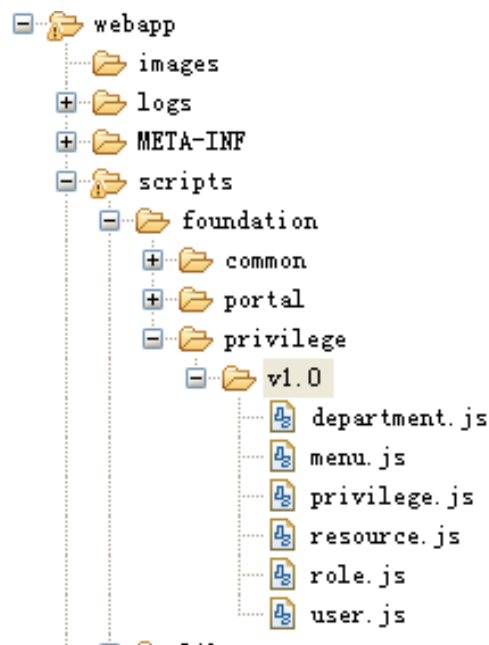 webapp
images
logs
META-INF
scripts
foundation
common
portal
privilege
v1.0
department.js
menu.js
privilege.js
resource.js
role.js
user.js